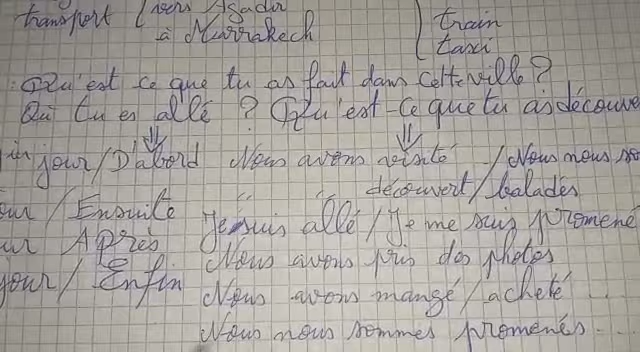 transport vers Agadir train
à Marrakech taxi
Qu'est ce que tu as fait dans cette ville?
Où tu es allé? Qu'est-ce que tu as découve
jour/D'abord Nous avons visité /Nous nous so
découvert/balades
ur/Ensuite Je suis allé/Je me suis promené
ur Après Nous avons pris des photos
jour/Enfin Nous avons mangé/acheté...
Nous nous sommes promenés...